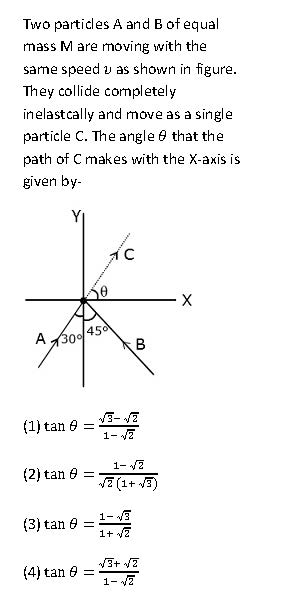 Two particles A and B of equal
mass M are moving with the
same speed υ as shown in figure.
They collide completely
inelastcally and move as a single
particle C. The angle θ that the
path of C makes with the X-axis is
given by-
Y
C
θ
X
A 30° 45° B
(1) tan θ = (√3− √2)/(1− √2)
(2) tan θ = (1− √2)/(√2 (1+ √3))
(3) tan θ = (1− √3)/(1+ √2)
(4) tan θ = (√3+ √2)/(1− √2)